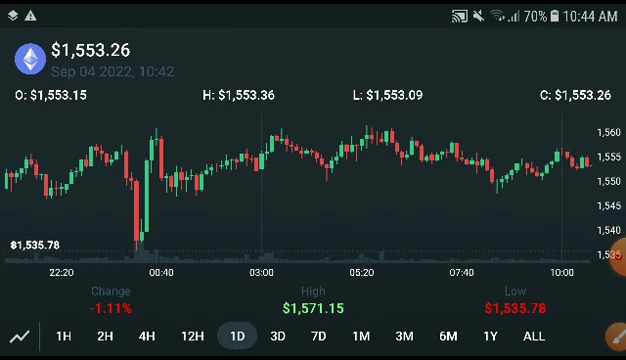 70% 10:44 AM
$1,553.26
Sep 04 2022, 10:42
O: $1,553.15 H: $1,553.36 L: $1,553.09 C: $1,553.26
1,560
1,555
1,550
1,545
1,540
$1,535.78
1,535
22:20 00:40 03:00 05:20 07:40 10:00
Change High Low
-1.11% $1,571.15 $1,535.78
1H 2H 4H 12H 1D 3D 7D 1M 3M 6M 1Y ALL